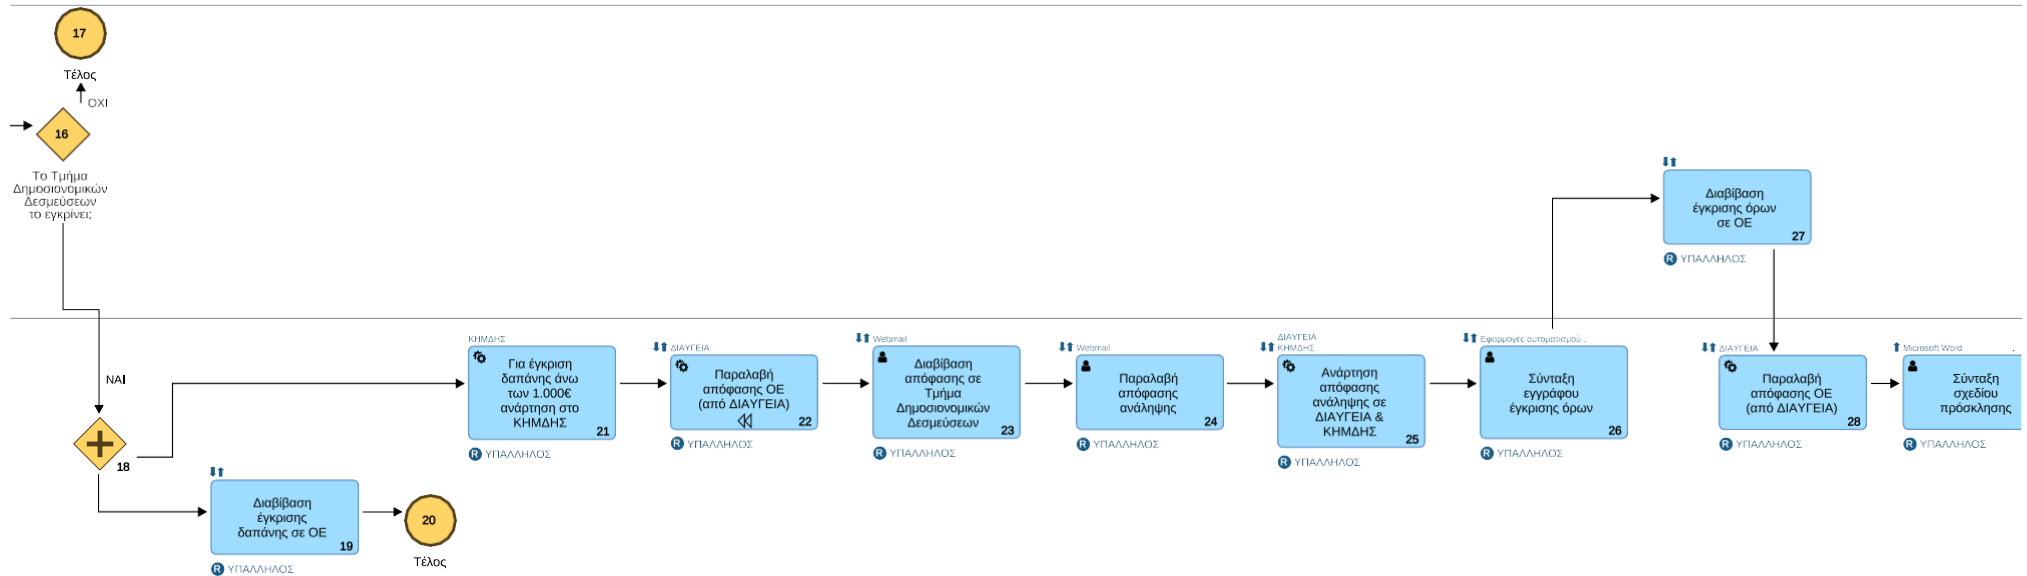 17
Τέλος
ΟΧΙ
16
Το Τμήμα
Δημοσιονομικών
Δεσμεύσεων
το εγκρίνει;
ΝΑΙ
18
Διαβίβαση
έγκρισης
δαπάνης σε ΟΕ
19
R ΥΠΑΛΛΗΛΟΣ
20
Τέλος
ΚΗΜΔΗΣ
Για έγκριση
δαπάνης άνω
των 1.000€
ανάρτηση στο
ΚΗΜΔΗΣ
21
R ΥΠΑΛΛΗΛΟΣ
ΔΙΑΥΓΕΙΑ
Παραλαβή
απόφασης ΟΕ
(από ΔΙΑΥΓΕΙΑ)
22
R ΥΠΑΛΛΗΛΟΣ
Webmail
Διαβίβαση
απόφασης σε
Τμήμα
Δημοσιονομικών
Δεσμεύσεων
23
R ΥΠΑΛΛΗΛΟΣ
Webmail
Παραλαβή
απόφασης
ανάληψης
24
R ΥΠΑΛΛΗΛΟΣ
ΔΙΑΥΓΕΙΑ
ΚΗΜΔΗΣ
Ανάρτηση
απόφασης
ανάληψης σε
ΔΙΑΥΓΕΙΑ &
ΚΗΜΔΗΣ
25
R ΥΠΑΛΛΗΛΟΣ
Εφαρμογές αυτοματισμού...
Σύνταξη
εγγράφου
έγκρισης όρων
26
R ΥΠΑΛΛΗΛΟΣ
Διαβίβαση
έγκρισης όρων
σε ΟΕ
27
R ΥΠΑΛΛΗΛΟΣ
ΔΙΑΥΓΕΙΑ
Παραλαβή
απόφασης ΟΕ
(από ΔΙΑΥΓΕΙΑ)
28
R ΥΠΑΛΛΗΛΟΣ
Microsoft Word
Σύνταξη
σχεδίου
πρόσκλησης
R ΥΠΑΛΛΗΛΟΣ